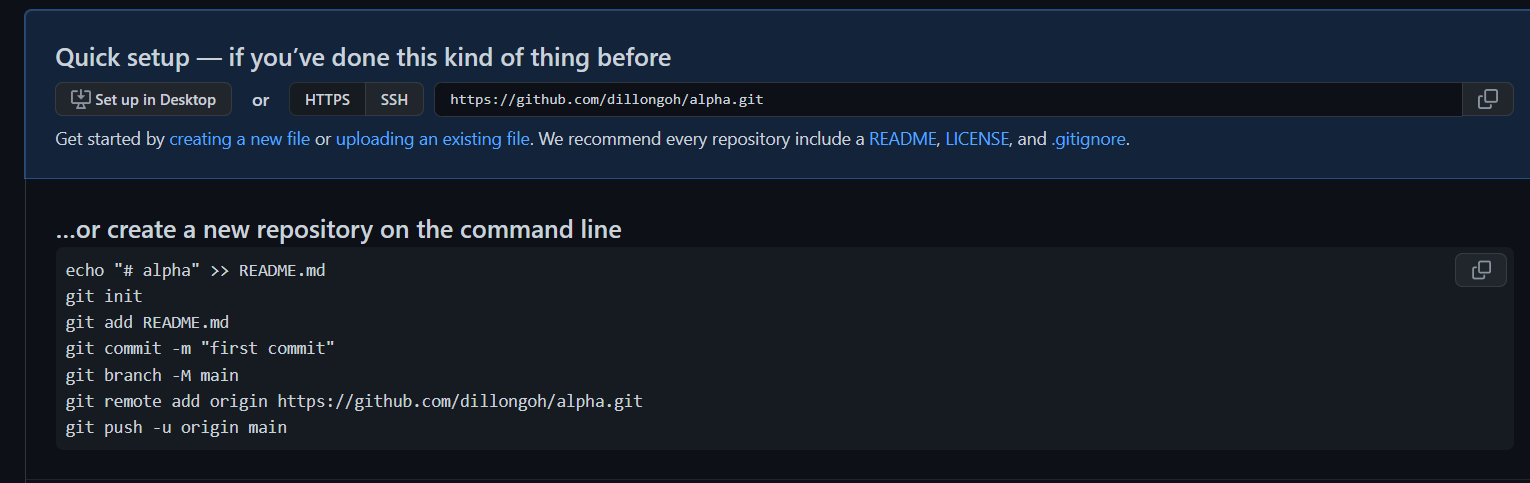 Quick setup — if you’ve done this kind of thing before
Set up in Desktop or HTTPS SSH https://github.com/dillongoh/alpha.git
Get started by creating a new file or uploading an existing file. We recommend every repository include a README, LICENSE, and .gitignore.
…or create a new repository on the command line
echo "# alpha" >> README.md
git init
git add README.md
git commit -m "first commit"
git branch -M main
git remote add origin https://github.com/dillongoh/alpha.git
git push -u origin main